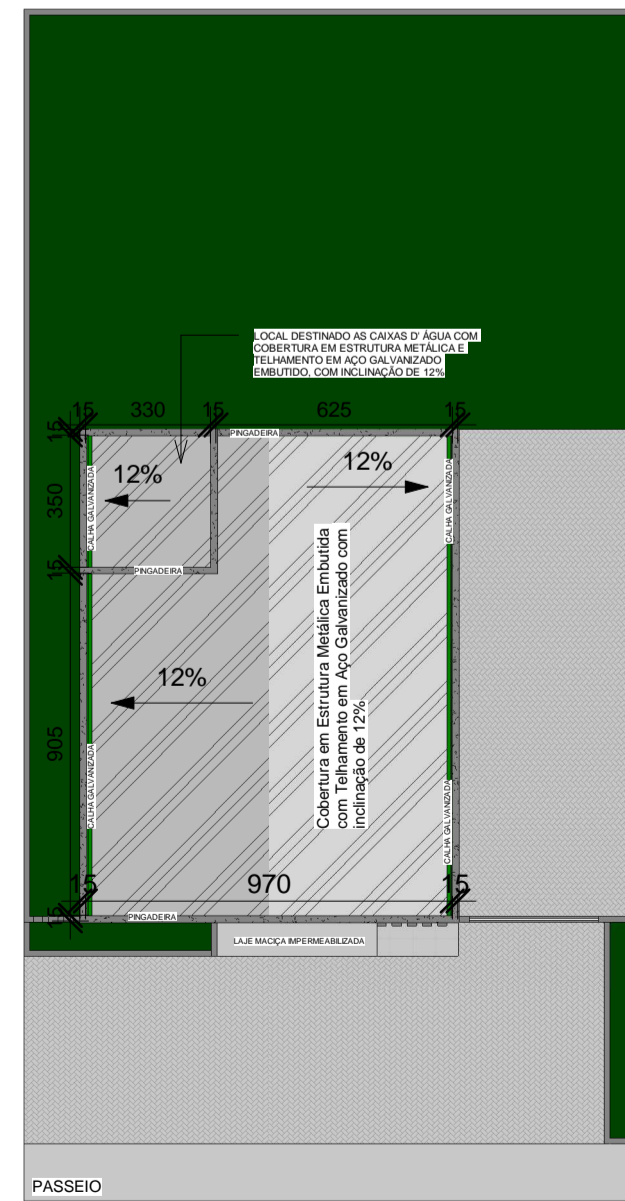 LOCAL DESTINADO AS CAIXAS D' ÁGUA COM
COBERTURA EM ESTRUTURA METÁLICA E
TELHAMENTO EM AÇO GALVANIZADO
EMBUTIDO, COM INCLINAÇÃO DE 12%
15 330 15 625 15
15
PINGADEIRA
12%
12%
CALHA GALVANIZADA
CALHA GALVANIZADA
350
15
PINGADEIRA
Cobertura em Estrutura Metálica Embutida
com Telhamento em Aço Galvanizado com
inclinação de 12%
12%
905
CALHA GALVANIZADA
CALHA GALVANIZADA
15 970 15
15
PINGADEIRA
LAJE MACIÇA IMPERMEABILIZADA
PASSEIO